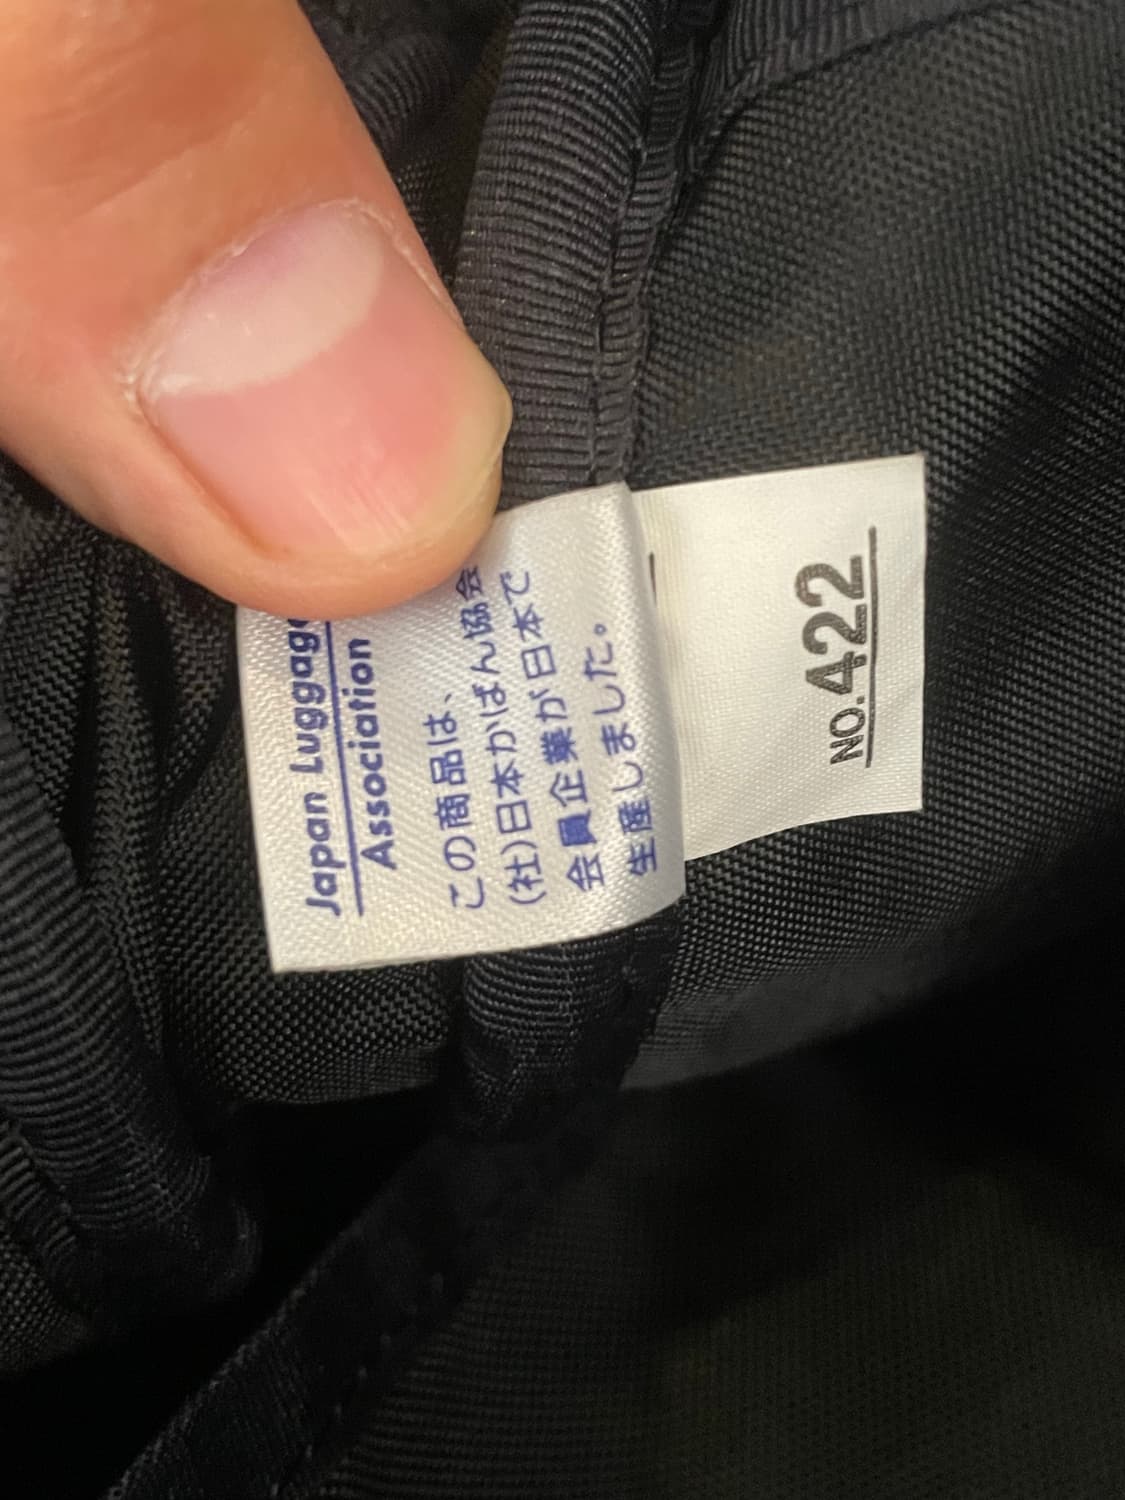 Japan Luggage
Association
この商品は、
(社)日本かばん協会
会員企業が日本で
生産しました。
NO.422